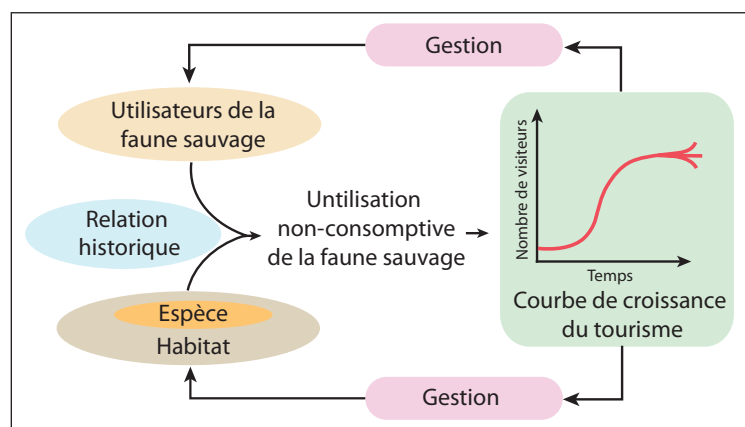 Gestion
Utilisateurs de la
faune sauvage
Relation
historique
Untilisation
non-comsomptive
de la faune sauvage
Espèce
Habitat
Nombre de visiteurs
Temps
Courbe de croissance
du tourisme
Gestion